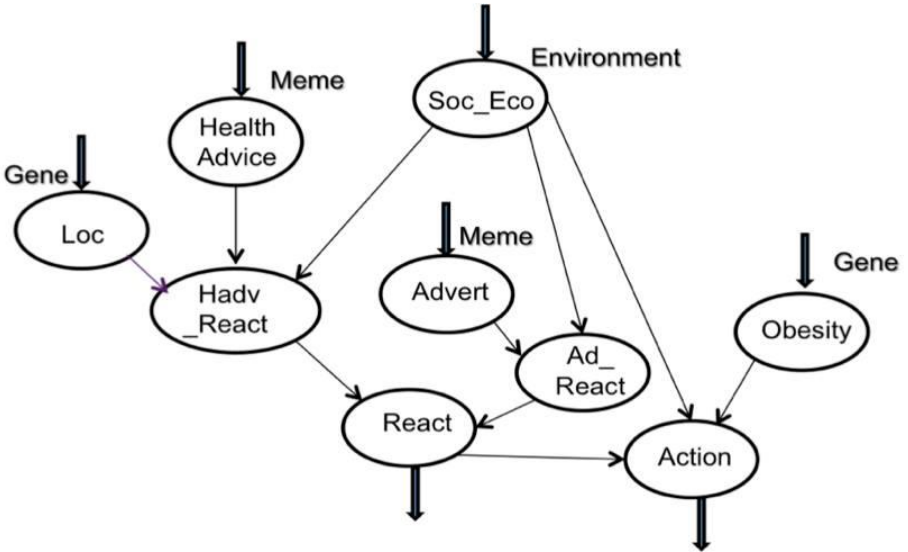 Environment
Soc_Eco
Meme
Health
Advice
Gene
Loc
Meme
Gene
Hadv
_React
Advert
Obesity
Ad_
React
React
Action